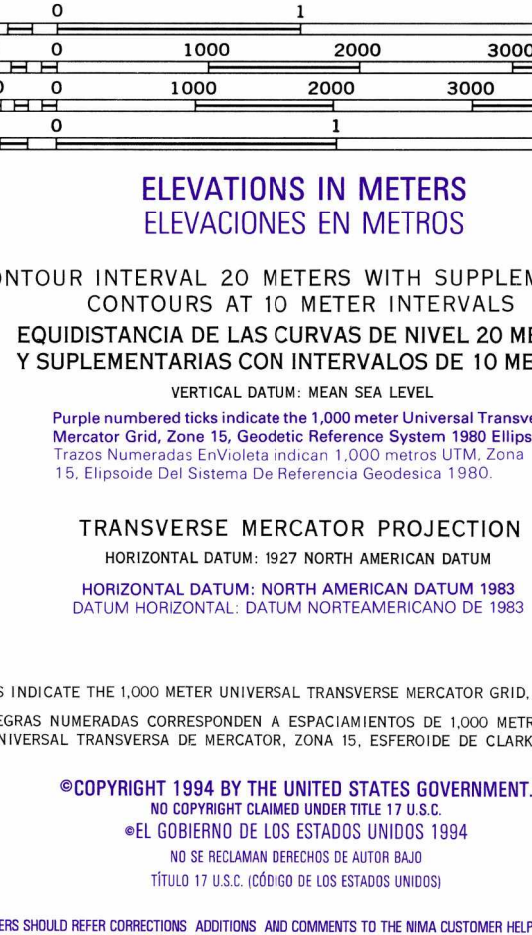 0 1
0 1000 2000 3000
0 1000 2000 3000
0 1
ELEVATIONS IN METERS
ELEVACIONES EN METROS
ONTOUR INTERVAL 20 METERS WITH SUPPLEM
CONTOURS AT 10 METER INTERVALS
EQUIDISTANCIA DE LAS CURVAS DE NIVEL 20 ME
Y SUPLEMENTARIAS CON INTERVALOS DE 10 ME
VERTICAL DATUM: MEAN SEA LEVEL
Purple numbered ticks indicate the 1,000 meter Universal Transve
Mercator Grid, Zone 15, Geodetic Reference System 1980 Ellips
Trazos Numeradas EnVioleta indican 1,000 metros UTM, Zona
15, Elipsoide Del Sistema De Referencia Geodesica 1980.
TRANSVERSE MERCATOR PROJECTION
HORIZONTAL DATUM: 1927 NORTH AMERICAN DATUM
HORIZONTAL DATUM: NORTH AMERICAN DATUM 1983
DATUM HORIZONTAL: DATUM NORTEAMERICANO DE 1983
S INDICATE THE 1,000 METER UNIVERSAL TRANSVERSE MERCATOR GRID,
EGRAS NUMERADAS CORRESPONDEN A ESPACIAMIENTOS DE 1,000 METR
NIVERSAL TRANSVERSA DE MERCATOR, ZONA 15, ESFEROIDE DE CLARK
©COPYRIGHT 1994 BY THE UNITED STATES GOVERNMENT.
NO COPYRIGHT CLAIMED UNDER TITLE 17 U.S.C.
©EL GOBIERNO DE LOS ESTADOS UNIDOS 1994
NO SE RECLAMAN DERECHOS DE AUTOR BAJO
TÍTULO 17 U.S.C. (CÓDIGO DE LOS ESTADOS UNIDOS)
ERS SHOULD REFER CORRECTIONS ADDITIONS AND COMMENTS TO THE NIMA CUSTOMER HELP